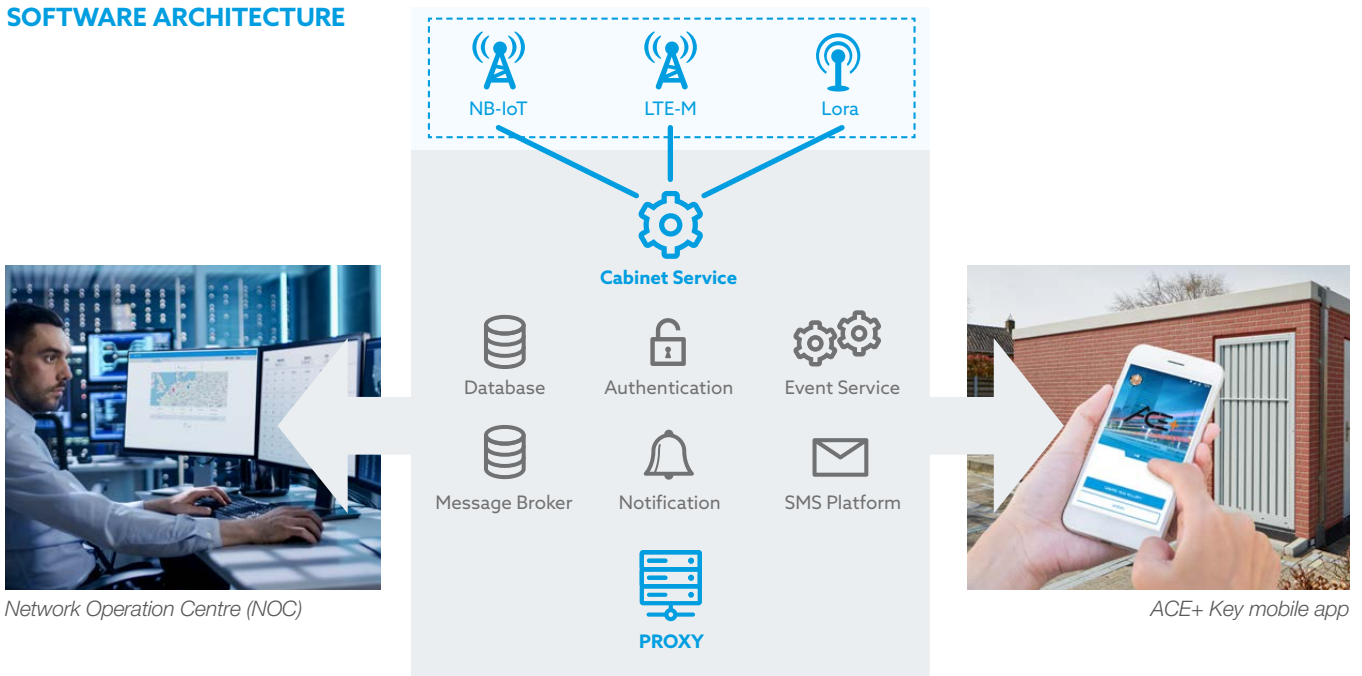 SOFTWARE ARCHITECTURE
NB-IoT
LTE-M
Lora
Cabinet Service
Database
Authentication
Event Service
Message Broker
Notification
SMS Platform
PROXY
ACE+
Network Operation Centre (NOC)
ACE+ Key mobile app